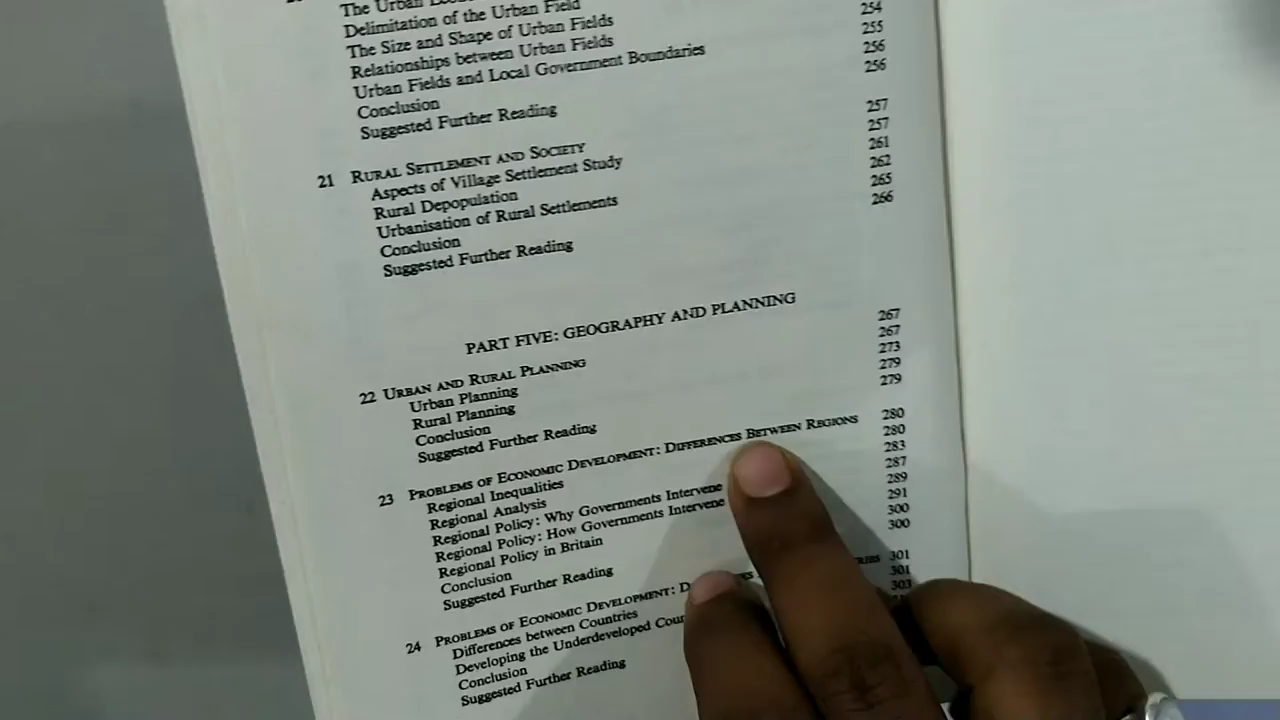 The Urban
Delimitation of the Urban Field 254
The Size and Shape of Urban Fields 255
Relationships between Urban Fields 256
Urban Fields and Local Government Boundaries 256
Conclusion
Suggested Further Reading
21 RURAL SETTLEMENT AND SOCIETY 257
Aspects of Village Settlement Study 257
Rural Depopulation 261
Urbanisation of Rural Settlements 262
Conclusion 265
Suggested Further Reading 266
PART FIVE: GEOGRAPHY AND PLANNING
22 URBAN AND RURAL PLANNING 267
Urban Planning 267
Rural Planning 273
Conclusion 279
Suggested Further Reading 279
23 PROBLEMS OF ECONOMIC DEVELOPMENT: DIFFERENCES BETWEEN REGIONS 280
Regional Inequalities 280
Regional Analysis 283
Regional Policy: Why Governments Intervene 287
Regional Policy: How Governments Intervene 289
Regional Policy in Britain 291
Conclusion 300
Suggested Further Reading 300
24 PROBLEMS OF ECONOMIC DEVELOPMENT: 301
Differences between Countries 301
Developing the Underdeveloped 303
Conclusion
Suggested Further Reading